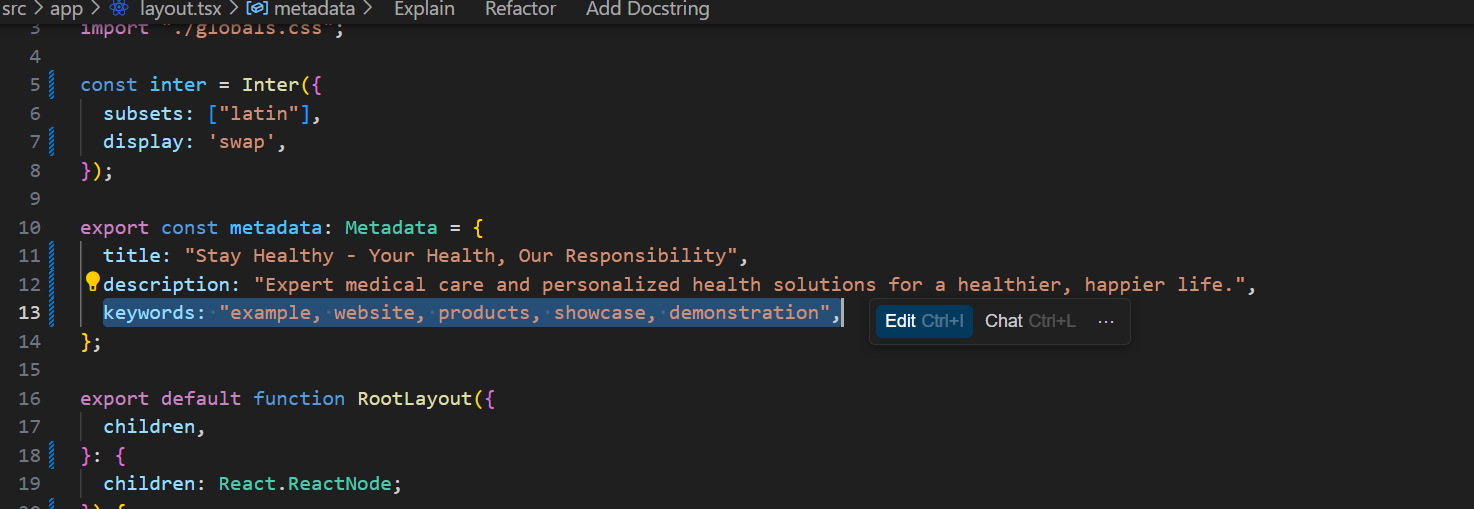 src > app > layout.tsx > metadata > Explain Refactor Add Docstring
3 import "./globals.css";
4
5 const inter = Inter({
6 subsets: ["latin"],
7 display: 'swap',
8 });
9
10 export const metadata: Metadata = {
11 title: "Stay Healthy - Your Health, Our Responsibility",
12 description: "Expert medical care and personalized health solutions for a healthier, happier life.",
13 keywords: "example, website, products, showcase, demonstration",
Edit Ctrl+I Chat Ctrl+L ···
14 };
15
16 export default function RootLayout({
17 children,
18 }: {
19 children: React.ReactNode;
20 }) {